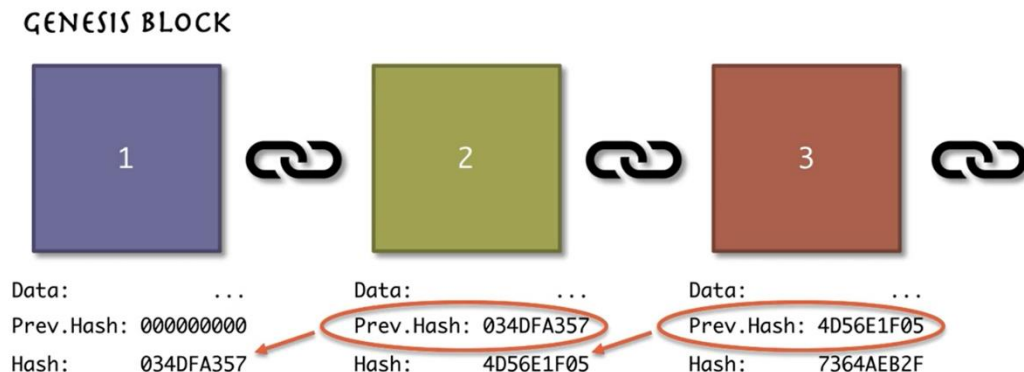 GENESIS BLOCK
1
2
3
Data: ...
Prev.Hash: 000000000
Hash: 034DFA357
Data: ...
Prev.Hash: 034DFA357
Hash: 4D56E1F05
Data: ...
Prev.Hash: 4D56E1F05
Hash: 7364AEB2F